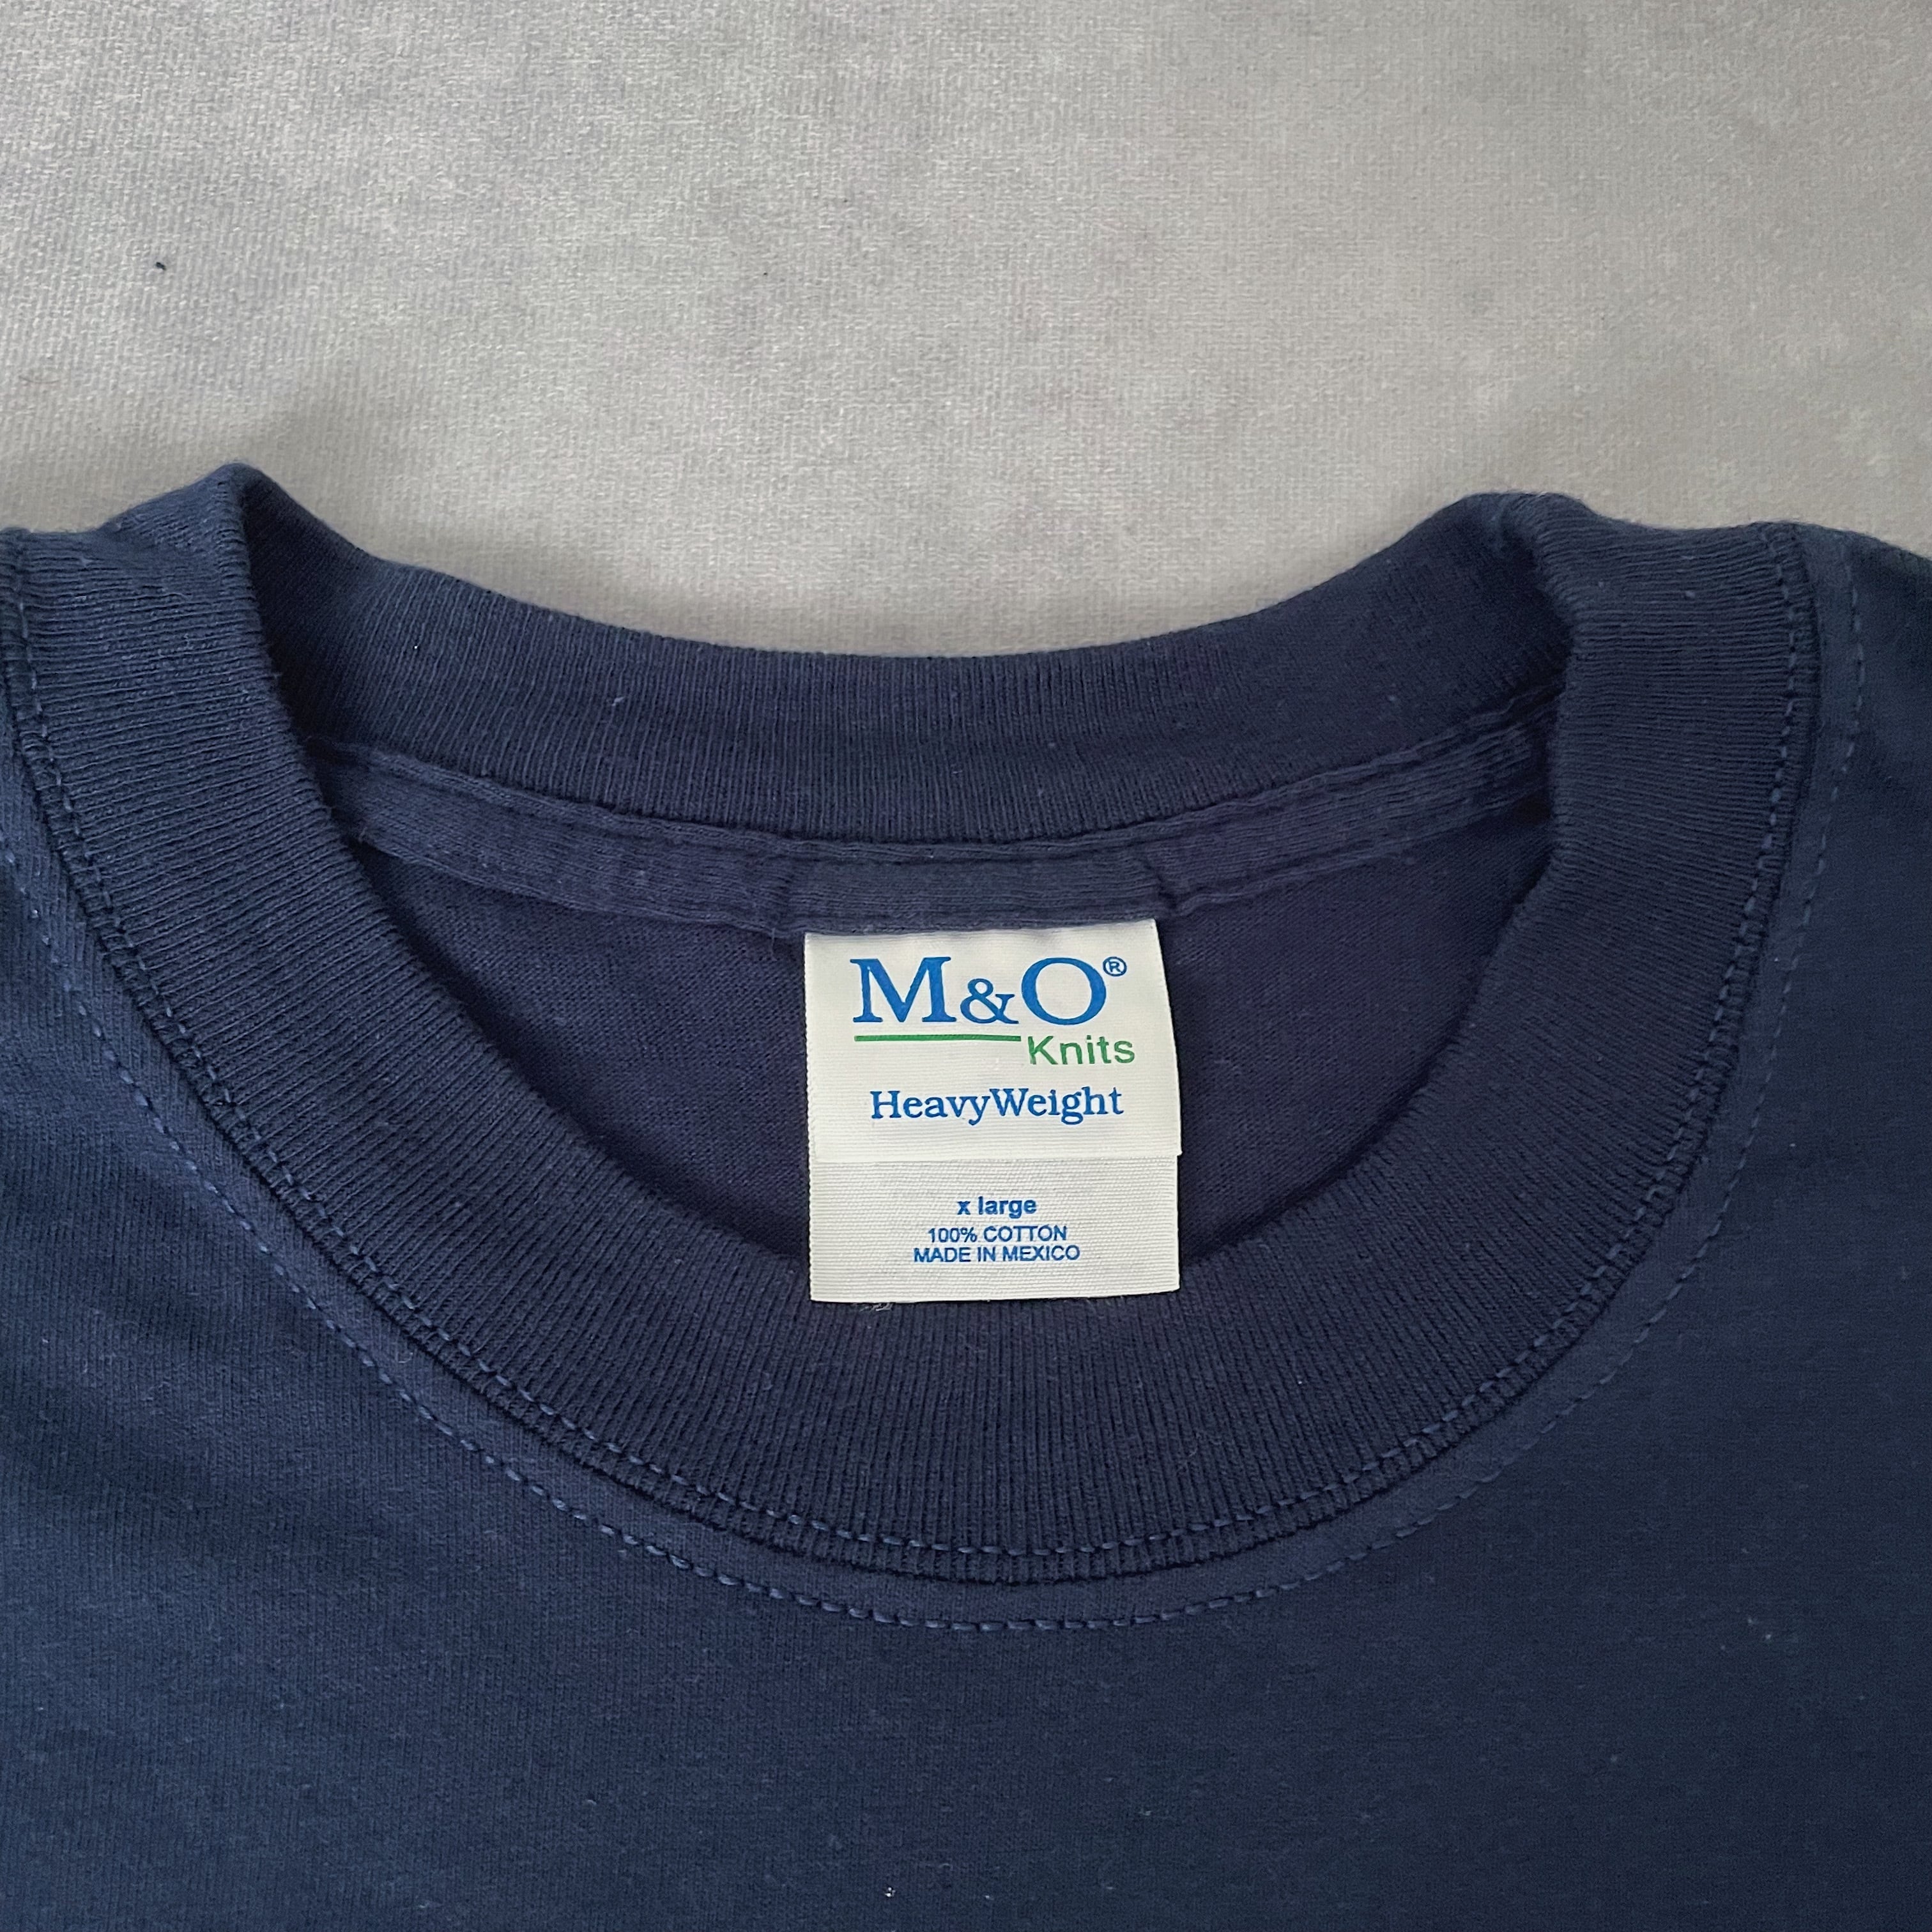 M&O®
Knits
HeavyWeight
x large
100% COTTON
MADE IN MEXICO